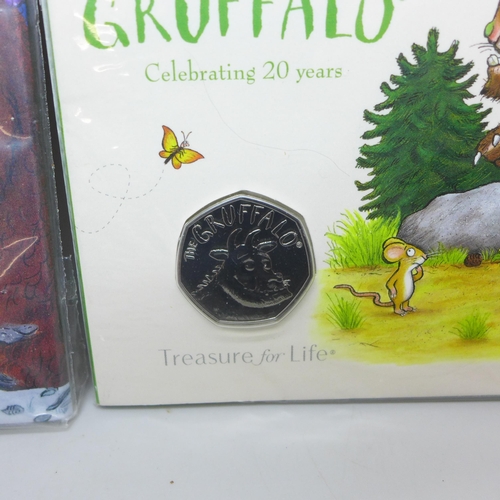 GRUFFALO®
Celebrating 20 years
THE GRUFFALO®
Treasure for Life®